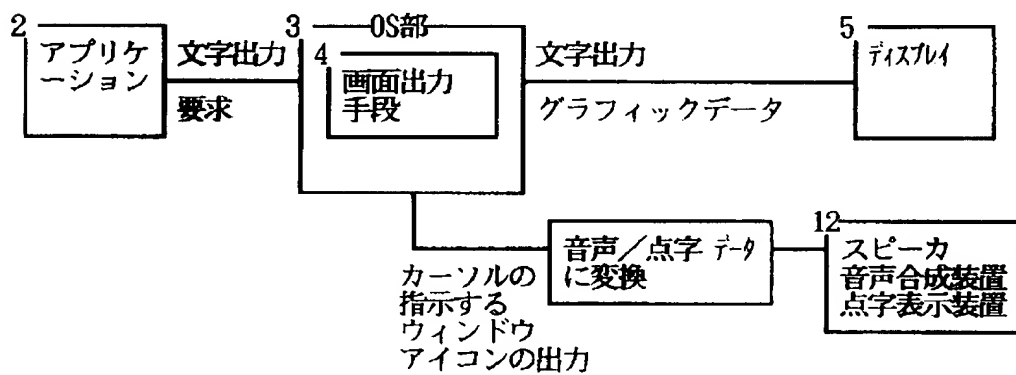 2
アプリケ
ーション
文字出力
要求
3
OS部
4
画面出力
手段
文字出力
グラフィックデータ
5
ディスプレイ
カーソルの
指示する
ウィンドウ
アイコンの出力
音声／点字 データ
に変換
12
スピーカ
音声合成装置
点字表示装置